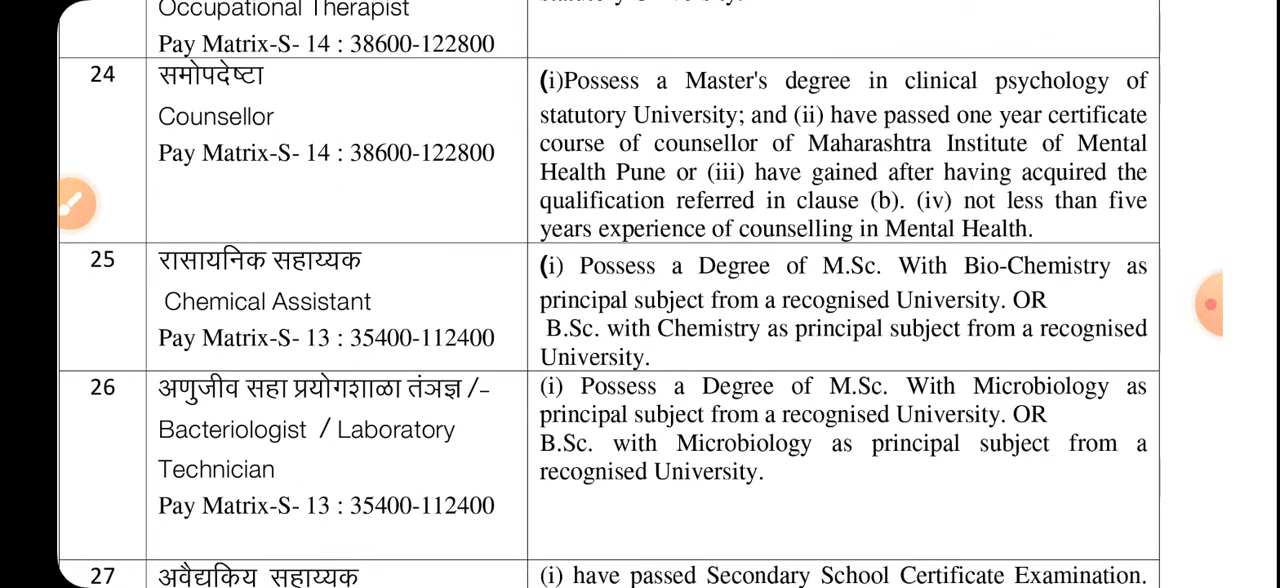 Occupational Therapist
Pay Matrix-S- 14 : 38600-122800
24
समोपदेष्टा
Counsellor
Pay Matrix-S- 14 : 38600-122800
(i)Possess a Master's degree in clinical psychology of
statutory University; and (ii) have passed one year certificate
course of counsellor of Maharashtra Institute of Mental
Health Pune or (iii) have gained after having acquired the
qualification referred in clause (b). (iv) not less than five
years experience of counselling in Mental Health.
25
रासायनिक सहाय्यक
Chemical Assistant
Pay Matrix-S- 13 : 35400-112400
(i) Possess a Degree of M.Sc. With Bio-Chemistry as
principal subject from a recognised University. OR
B.Sc. with Chemistry as principal subject from a recognised
University.
26
अणुजीव सहा प्रयोगशाळा तंञज्ञ /-
Bacteriologist / Laboratory
Technician
Pay Matrix-S- 13 : 35400-112400
(i) Possess a Degree of M.Sc. With Microbiology as
principal subject from a recognised University. OR
B.Sc. with Microbiology as principal subject from a
recognised University.
27
अवैद्यकिय सहाय्यक
(i) have passed Secondary School Certificate Examination.